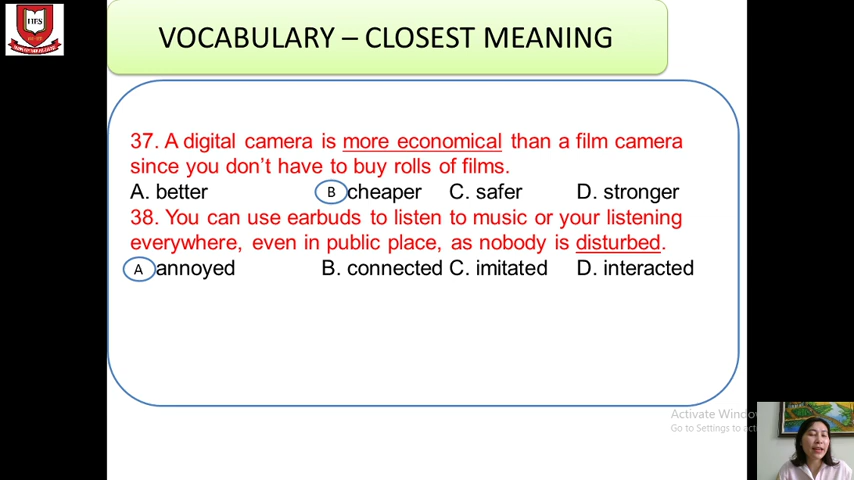 VOCABULARY – CLOSEST MEANING
37. A digital camera is more economical than a film camera
since you don't have to buy rolls of films.
A. better B cheaper C. safer D. stronger
38. You can use earbuds to listen to music or your listening
everywhere, even in public place, as nobody is disturbed.
A annoyed B. connected C. imitated D. interacted
Activate Windo
Go to Settings to acti